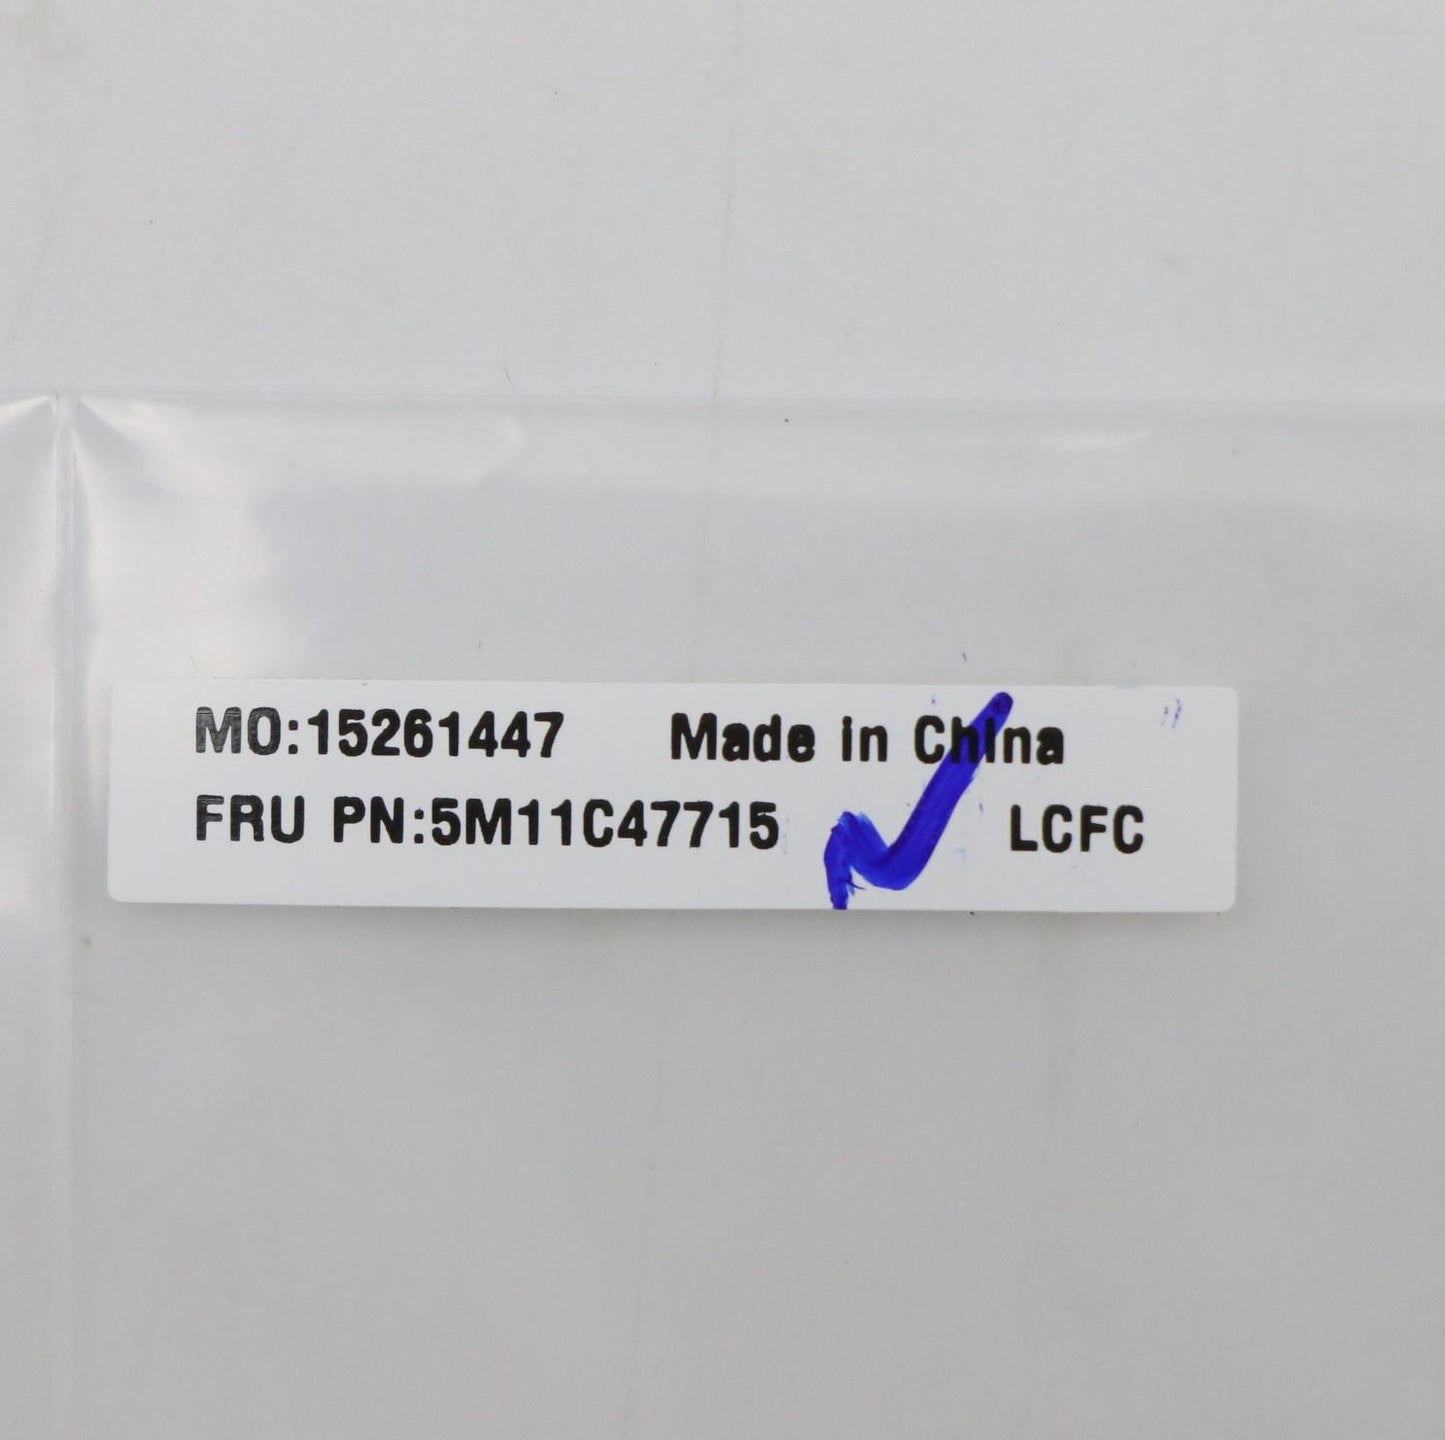 MO:15261447 Made in China
FRU PN:5M11C47715 LCFC